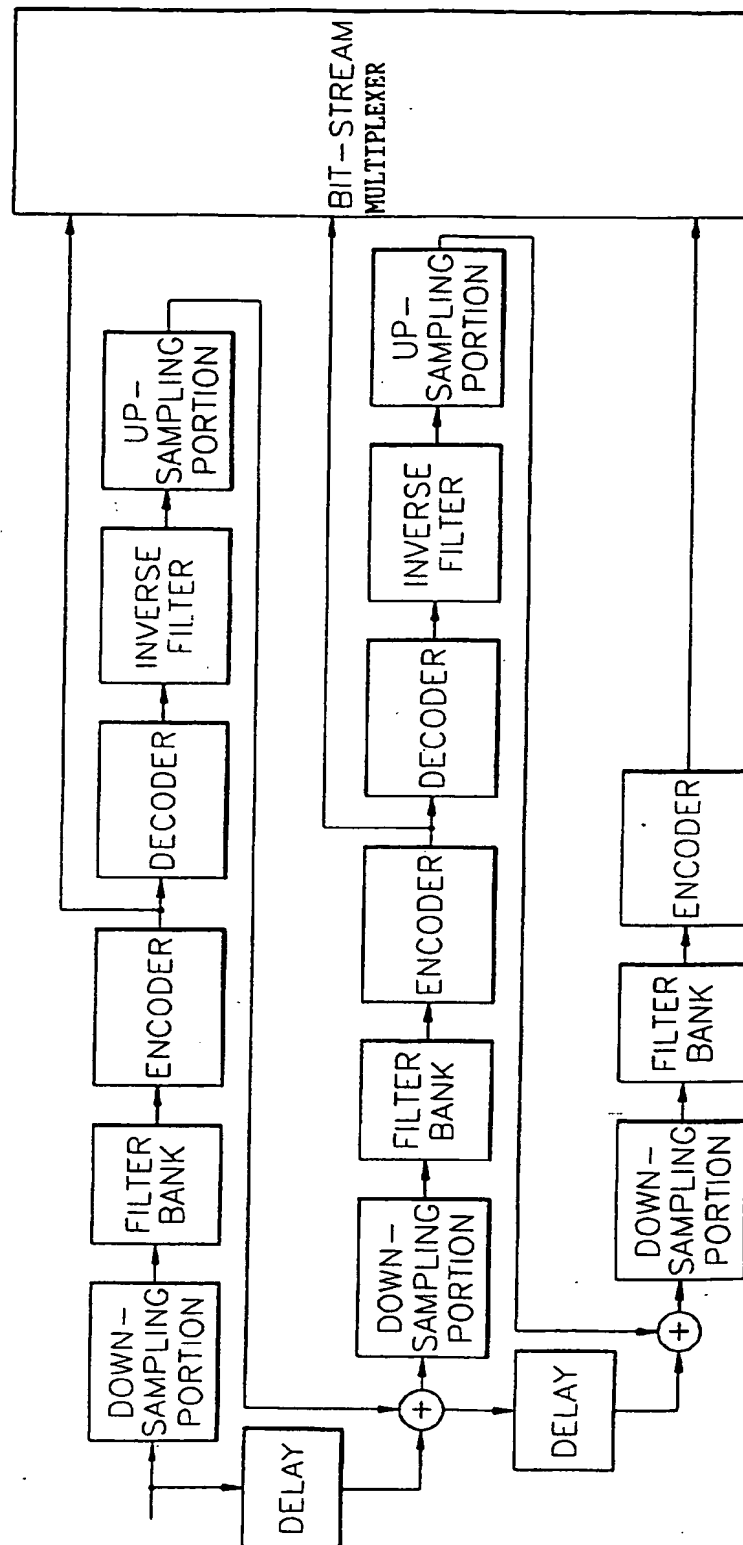 DOWN-
SAMPLING
PORTION
FILTER
BANK
ENCODER
DECODER
INVERSE
FILTER
UP-
SAMPLING
PORTION
DELAY
DOWN-
SAMPLING
PORTION
FILTER
BANK
ENCODER
DECODER
INVERSE
FILTER
UP-
SAMPLING
PORTION
DELAY
DOWN-
SAMPLING
PORTION
FILTER
BANK
ENCODER
BIT-STREAM
MULTIPLEXER